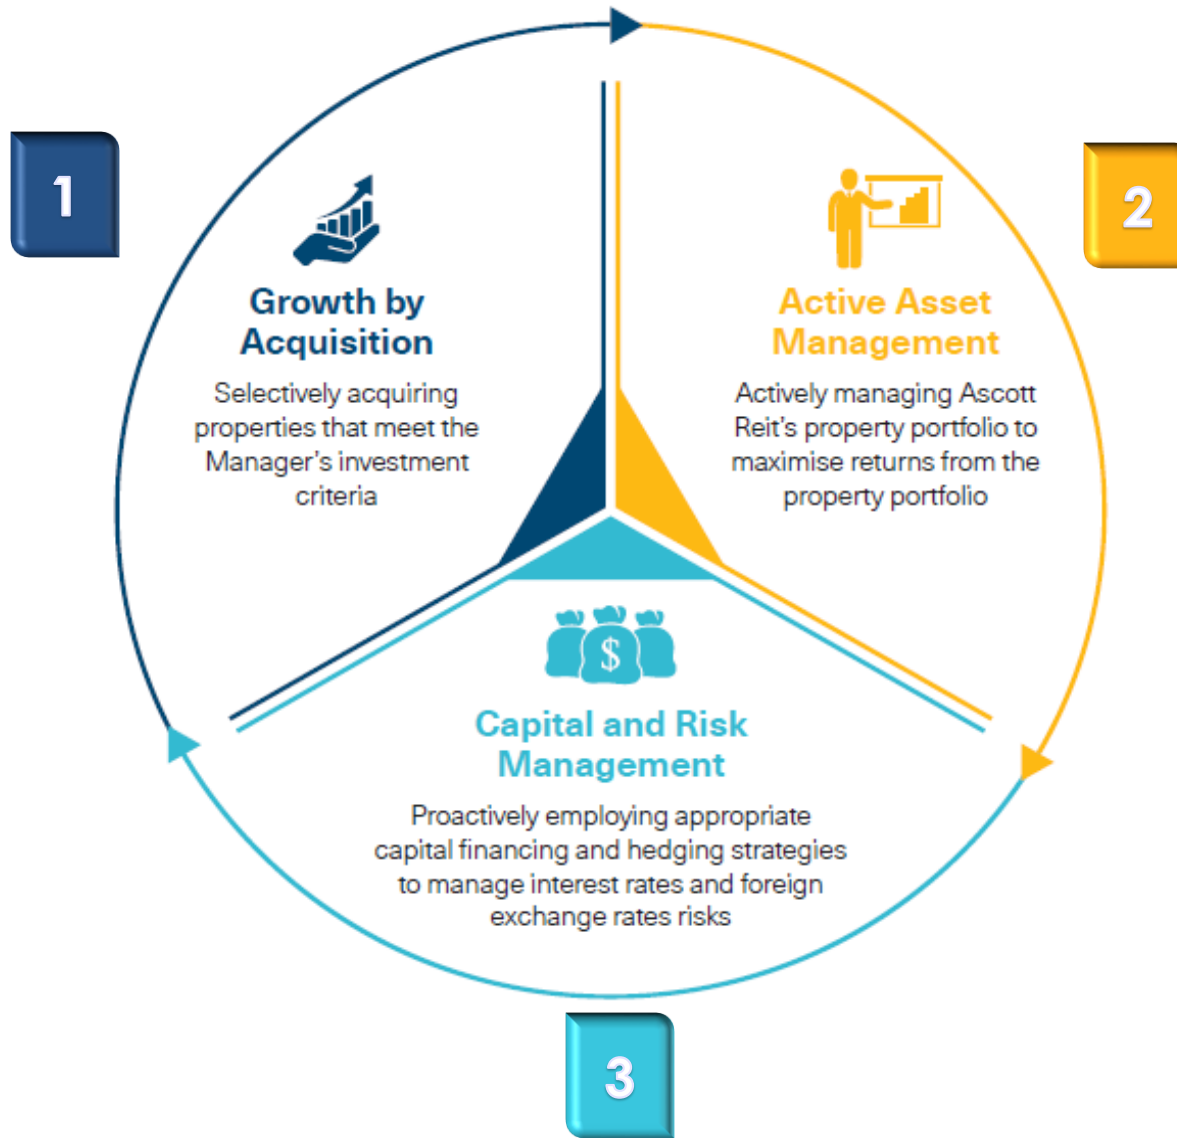 1
Growth by
Acquisition
Selectively acquiring
properties that meet the
Manager's investment
criteria
2
Active Asset
Management
Actively managing Ascott
Reit's property portfolio to
maximise returns from the
property portfolio
$
Capital and Risk
Management
Proactively employing appropriate
capital financing and hedging strategies
to manage interest rates and foreign
exchange rates risks
3